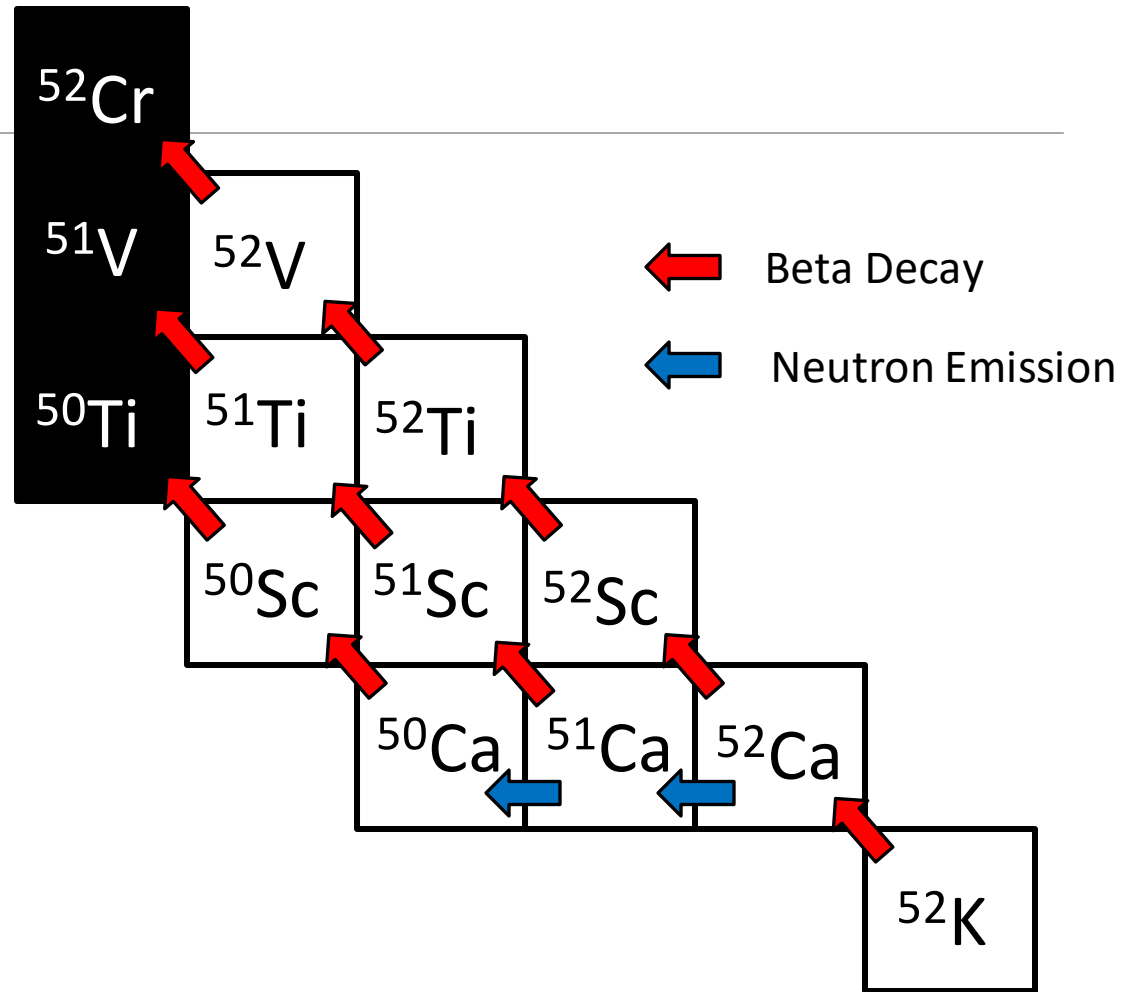 ⁵²Cr
⁵¹V
⁵²V
Beta Decay
Neutron Emission
⁵⁰Ti
⁵¹Ti
⁵²Ti
⁵⁰Sc
⁵¹Sc
⁵²Sc
⁵⁰Ca
⁵¹Ca
⁵²Ca
⁵²K